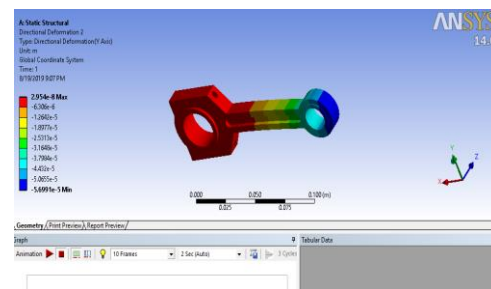 A: Static Structural
Directional Deformation 2
Type: Directional Deformation(Y Axis)
Unit: m
Global Coordinate System
Time: 1
8/19/2019 9:07 PM
2.954e-8 Max
-6.306e-6
-1.2642e-5
-1.8977e-5
-2.5313e-5
-3.1648e-5
-3.7984e-5
-4.432e-5
-5.0655e-5
-5.6991e-5 Min
ANSYS
14.
0.000
0.050
0.100 (m)
0.025
0.075
Y
X
Z
Geometry / Print Preview / Report Preview /
Graph
Tabular Data
Animation
10 Frames
2 Sec (Auto)
3 Cycles